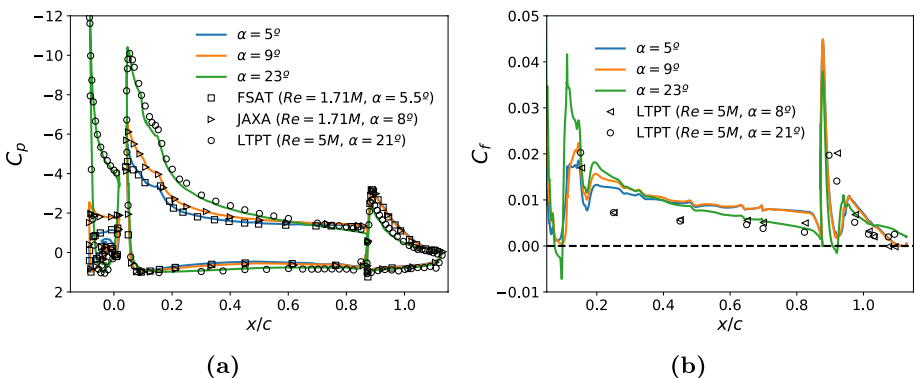 −12
−10
−8
−6
−4
−2
0
2
C_p
0.0
0.2
0.4
0.6
0.8
1.0
x/c
α = 5º
α = 9º
α = 23º
FSAT (Re = 1.71M, α = 5.5º)
JAXA (Re = 1.71M, α = 8º)
LTPT (Re = 5M, α = 21º)
(a)
0.05
0.04
0.03
0.02
0.01
0.00
−0.01
C_f
0.2
0.4
0.6
0.8
1.0
x/c
α = 5º
α = 9º
α = 23º
LTPT (Re = 5M, α = 8º)
LTPT (Re = 5M, α = 21º)
(b)